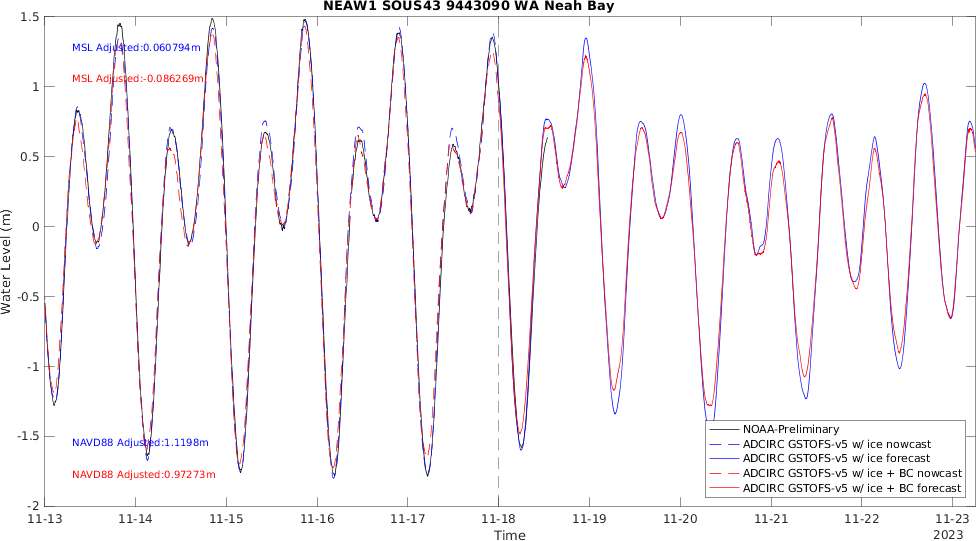 NEAW1 SOUS43 9443090 WA Neah Bay
1.5
1
0.5
0
-0.5
-1
-1.5
-2
Water Level (m)
MSL Adjusted:0.060794m
MSL Adjusted:-0.086269m
NAVD88 Adjusted:1.1198m
NAVD88 Adjusted:0.97273m
NOAA-Preliminary
ADCIRC GSTOFS-v5 w/ ice nowcast
ADCIRC GSTOFS-v5 w/ ice forecast
ADCIRC GSTOFS-v5 w/ ice + BC nowcast
ADCIRC GSTOFS-v5 w/ ice + BC forecast
11-13 11-14 11-15 11-16 11-17 11-18 11-19 11-20 11-21 11-22 11-23
Time
2023